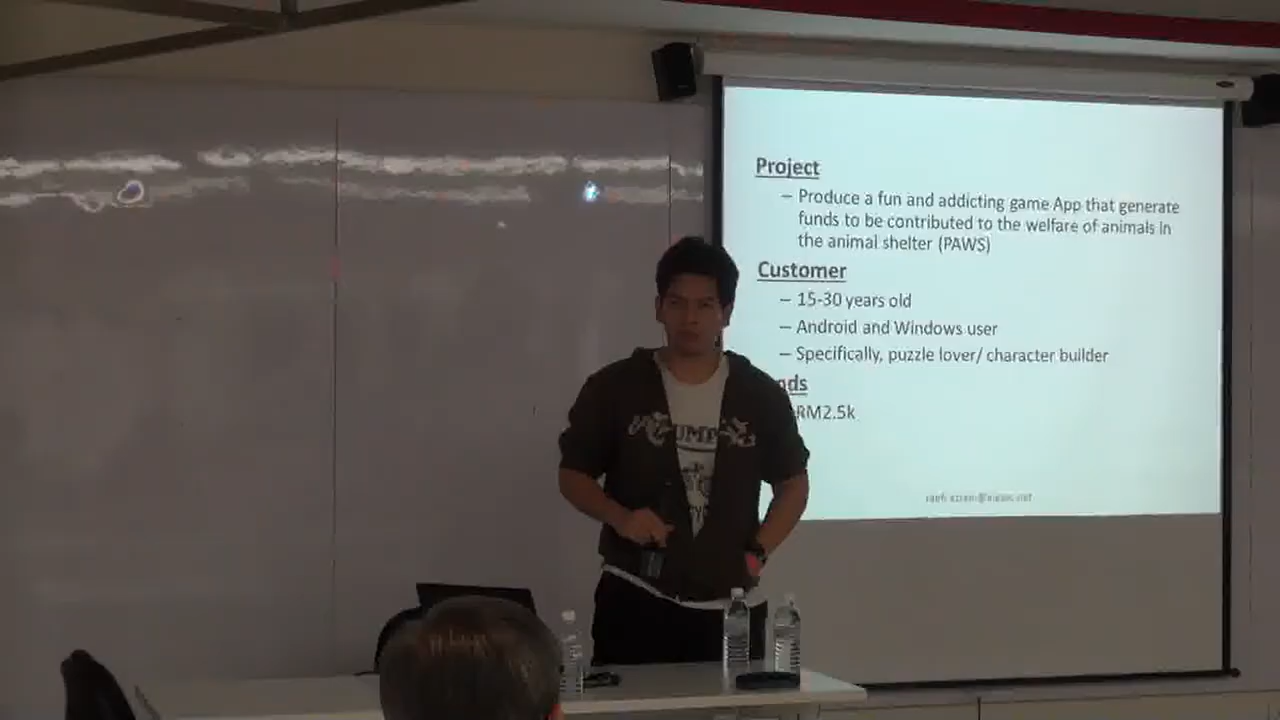 Project
– Produce a fun and addicting game App that generate
funds to be contributed to the welfare of animals in
the animal shelter (PAWS)
Customer
– 15-30 years old
– Android and Windows user
– Specifically, puzzle lover/ character builder
nds
RM2.5k